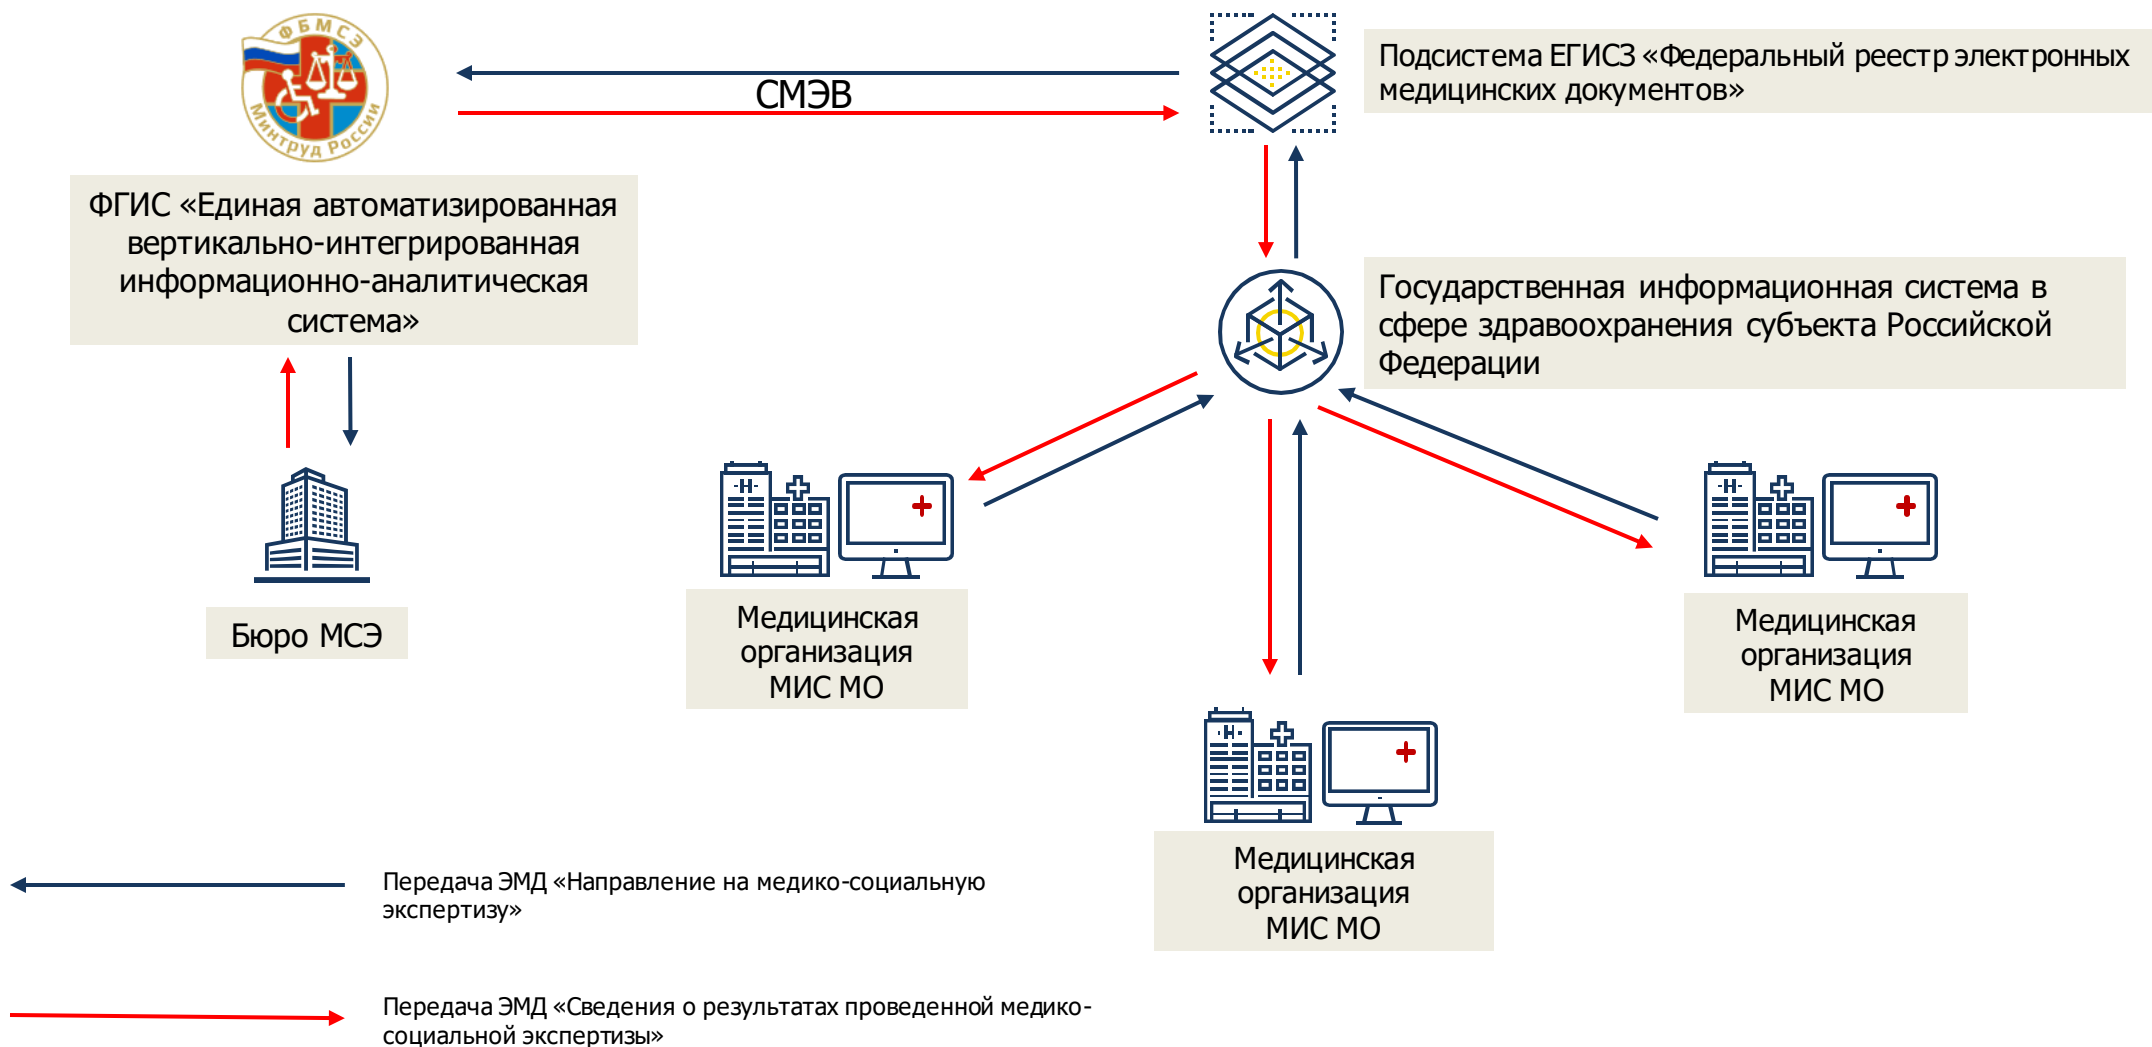 ФБМСЭ
Минтруд России
СМЭВ
Подсистема ЕГИСЗ «Федеральный реестр электронных
медицинских документов»
ФГИС «Единая автоматизированная
вертикально-интегрированная
информационно-аналитическая
система»
Государственная информационная система в
сфере здравоохранения субъекта Российской
Федерации
Бюро МСЭ
H
Медицинская
организация
МИС МО
H
Медицинская
организация
МИС МО
H
Медицинская
организация
МИС МО
Передача ЭМД «Направление на медико-социальную
экспертизу»
Передача ЭМД «Сведения о результатах проведенной медико-
социальной экспертизы»